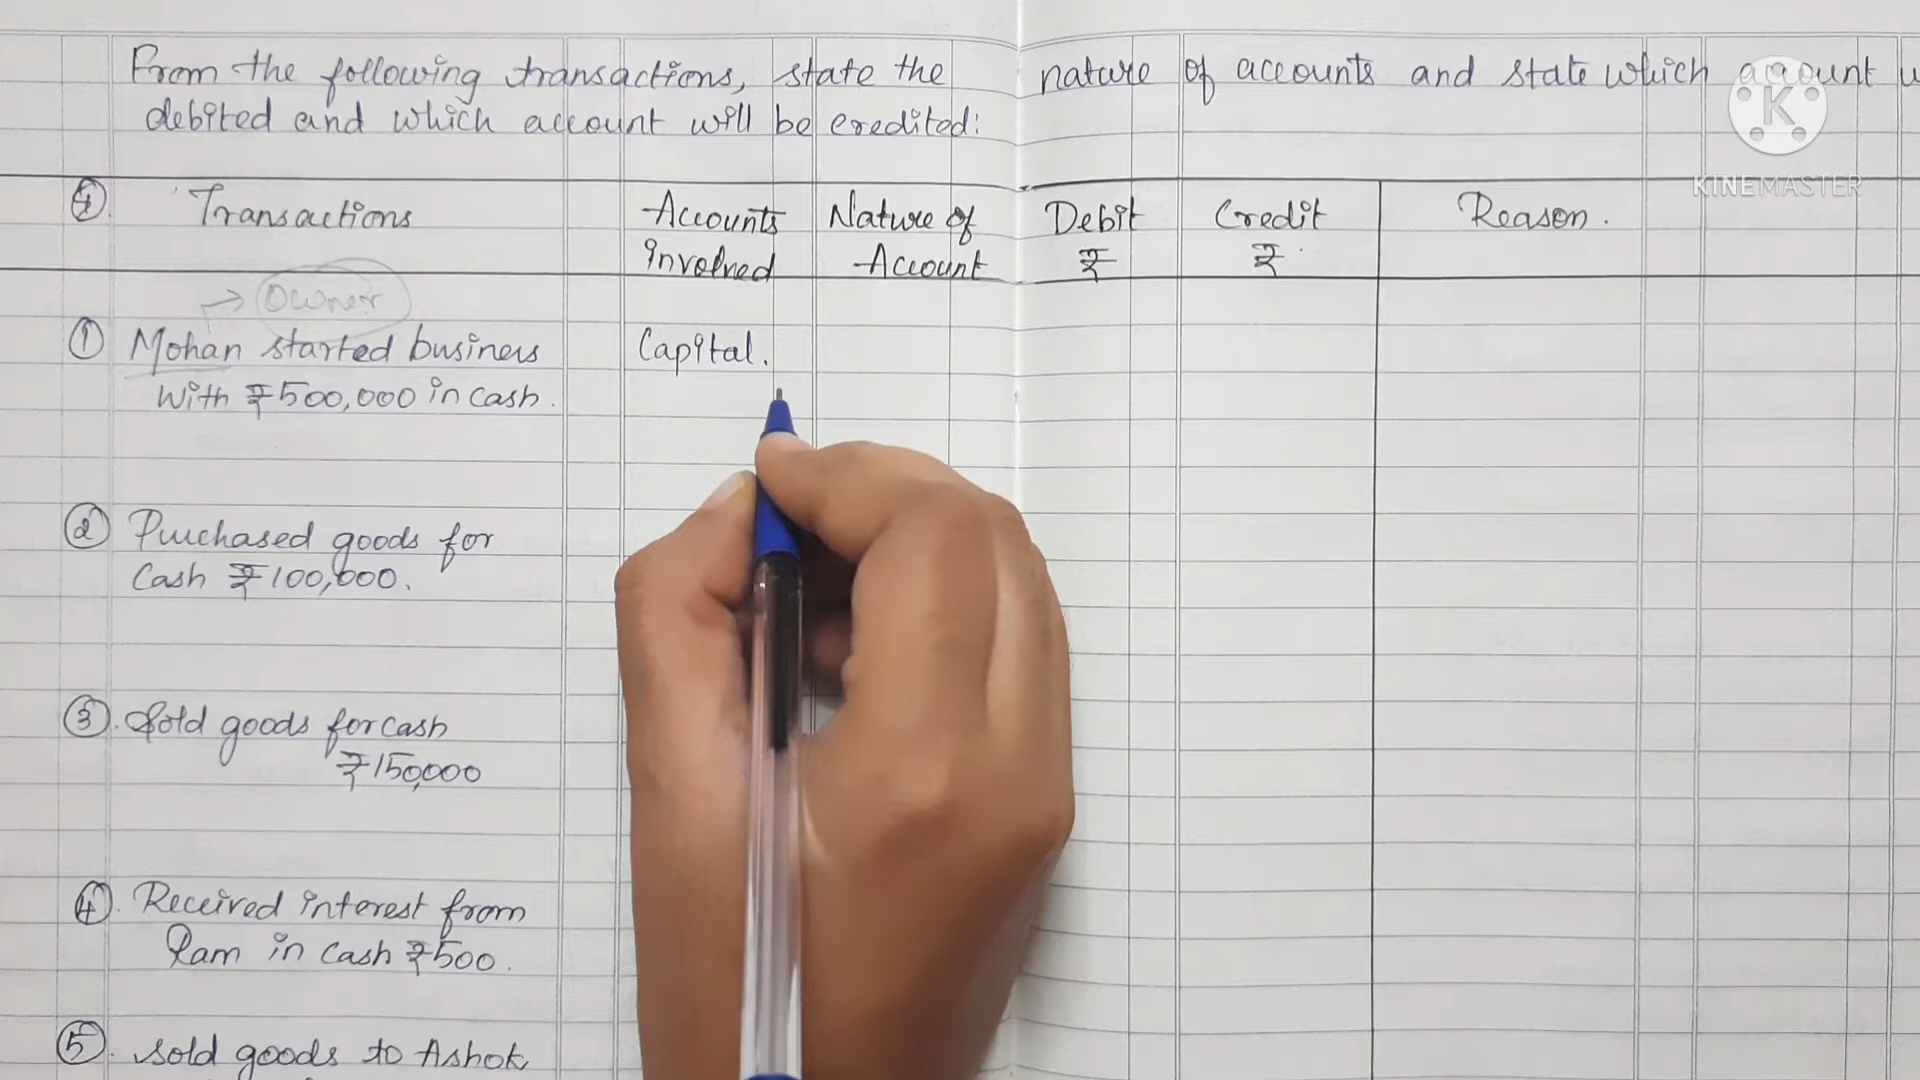 From the following transactions, state the nature of accounts and state which account
debited and which account will be credited:
Transactions
Accounts involved
Nature of Account
Debit ₹
Credit ₹
Reason.
→ Owner
① Mohan started business
with ₹500,000 in cash.
Capital.
② Purchased goods for
Cash ₹100,000.
③. Sold goods for cash
₹150,000
④. Received interest from
Ram in cash ₹500.
⑤. sold goods to Ashok
K
KINEMASTER